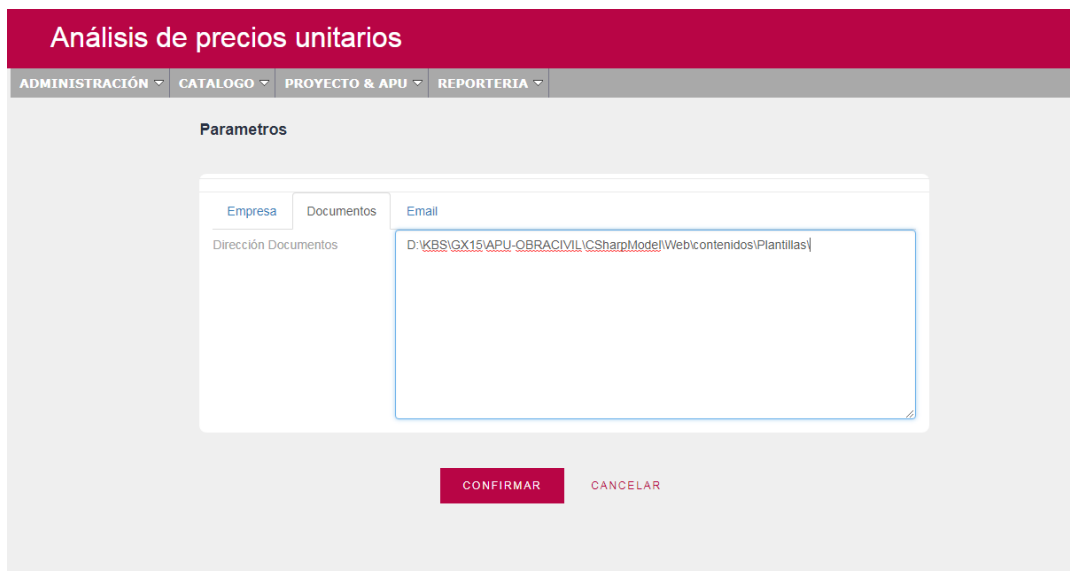 Análisis de precios unitarios
ADMINISTRACIÓN CATALOGO PROYECTO & APU REPORTERIA
Parametros
Empresa Documentos Email
Dirección Documentos D:\KBS\GX15\APU-OBRACIVIL\CSharpModel\Web\contenidos\Plantillas\
CONFIRMAR CANCELAR